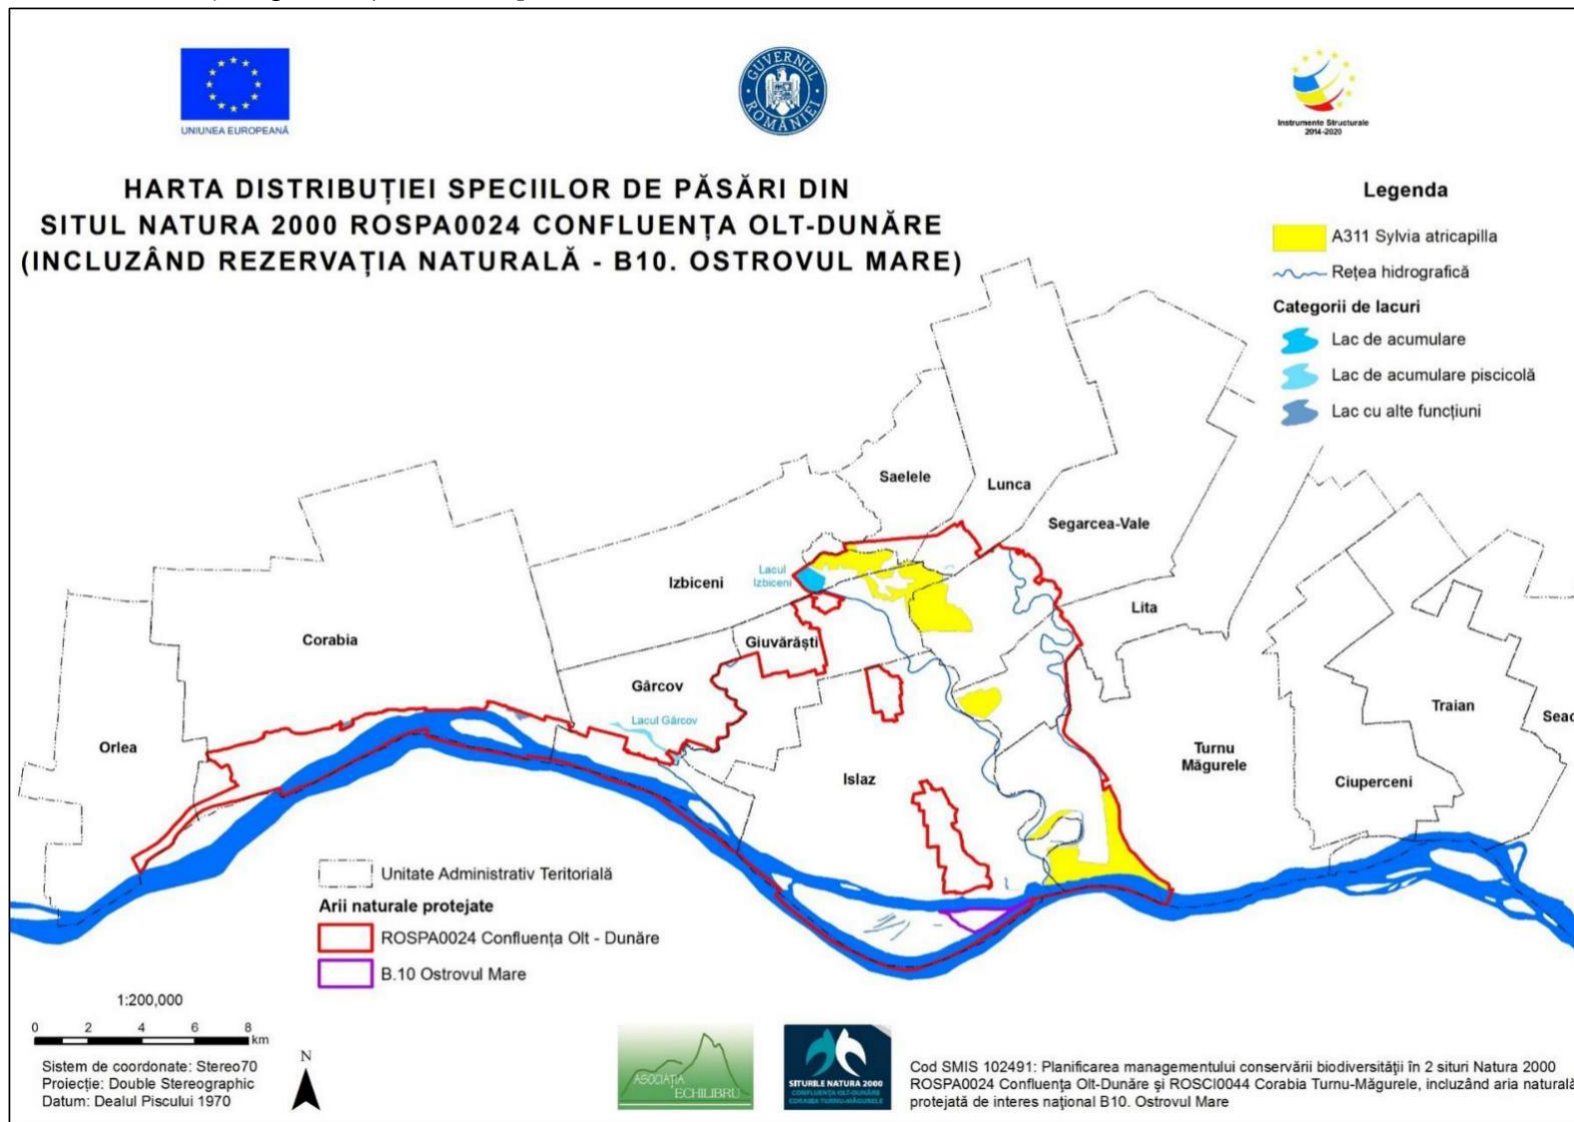 UNIUNEA EUROPEANĂ
GUVERNUL ROMÂNIEI
Instrumente Structurale
2014-2020
HARTA DISTRIBUȚIEI SPECIILOR DE PĂSĂRI DIN
SITUL NATURA 2000 ROSPA0024 CONFLUENȚA OLT-DUNĂRE
(INCLUZÂND REZERVAȚIA NATURALĂ - B10. OSTROVUL MARE)
Legenda
A311 Sylvia atricapilla
Rețea hidrografică
Categorii de lacuri
Lac de acumulare
Lac de acumulare piscicolă
Lac cu alte funcțiuni
Saelele
Lunca
Segarcea-Vale
Izbiceni
Lacul
Izbiceni
Lita
Corabia
Giuvărăști
Gârcov
Lacul Gârcov
Orlea
Islaz
Turnu
Măgurele
Traian
Seac
Ciuperceni
Unitate Administrativ Teritorială
Arii naturale protejate
ROSPA0024 Confluența Olt - Dunăre
B.10 Ostrovul Mare
1:200,000
0 2 4 6 8
km
Sistem de coordonate: Stereo70
Proiecție: Double Stereographic
Datum: Dealul Piscului 1970
N
ASOCIAȚIA
ECHILIBRU
SITURILE NATURA 2000
CONFLUENȚA OLT-DUNĂRE
CORABIA TURNU-MĂGURELE
Cod SMIS 102491: Planificarea managementului conservării biodiversității în 2 situri Natura 2000
ROSPA0024 Confluența Olt-Dunăre și ROSCI0044 Corabia Turnu-Măgurele, incluzând aria naturală
protejată de interes național B10. Ostrovul Mare